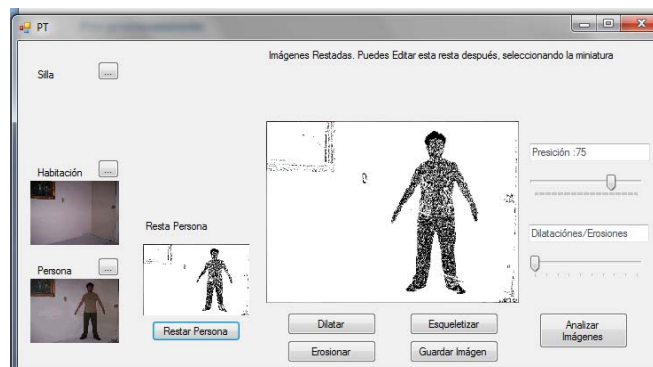 PT
Imágenes Restadas. Puedes Editar esta resta después, seleccionando la miniatura
Silla
...
Habitación
...
Presición :75
Resta Persona
Dilataciónes/Erosiones
Persona
...
Restar Persona
Dilatar
Esqueletizar
Analizar
Imágenes
Erosionar
Guardar Imágen